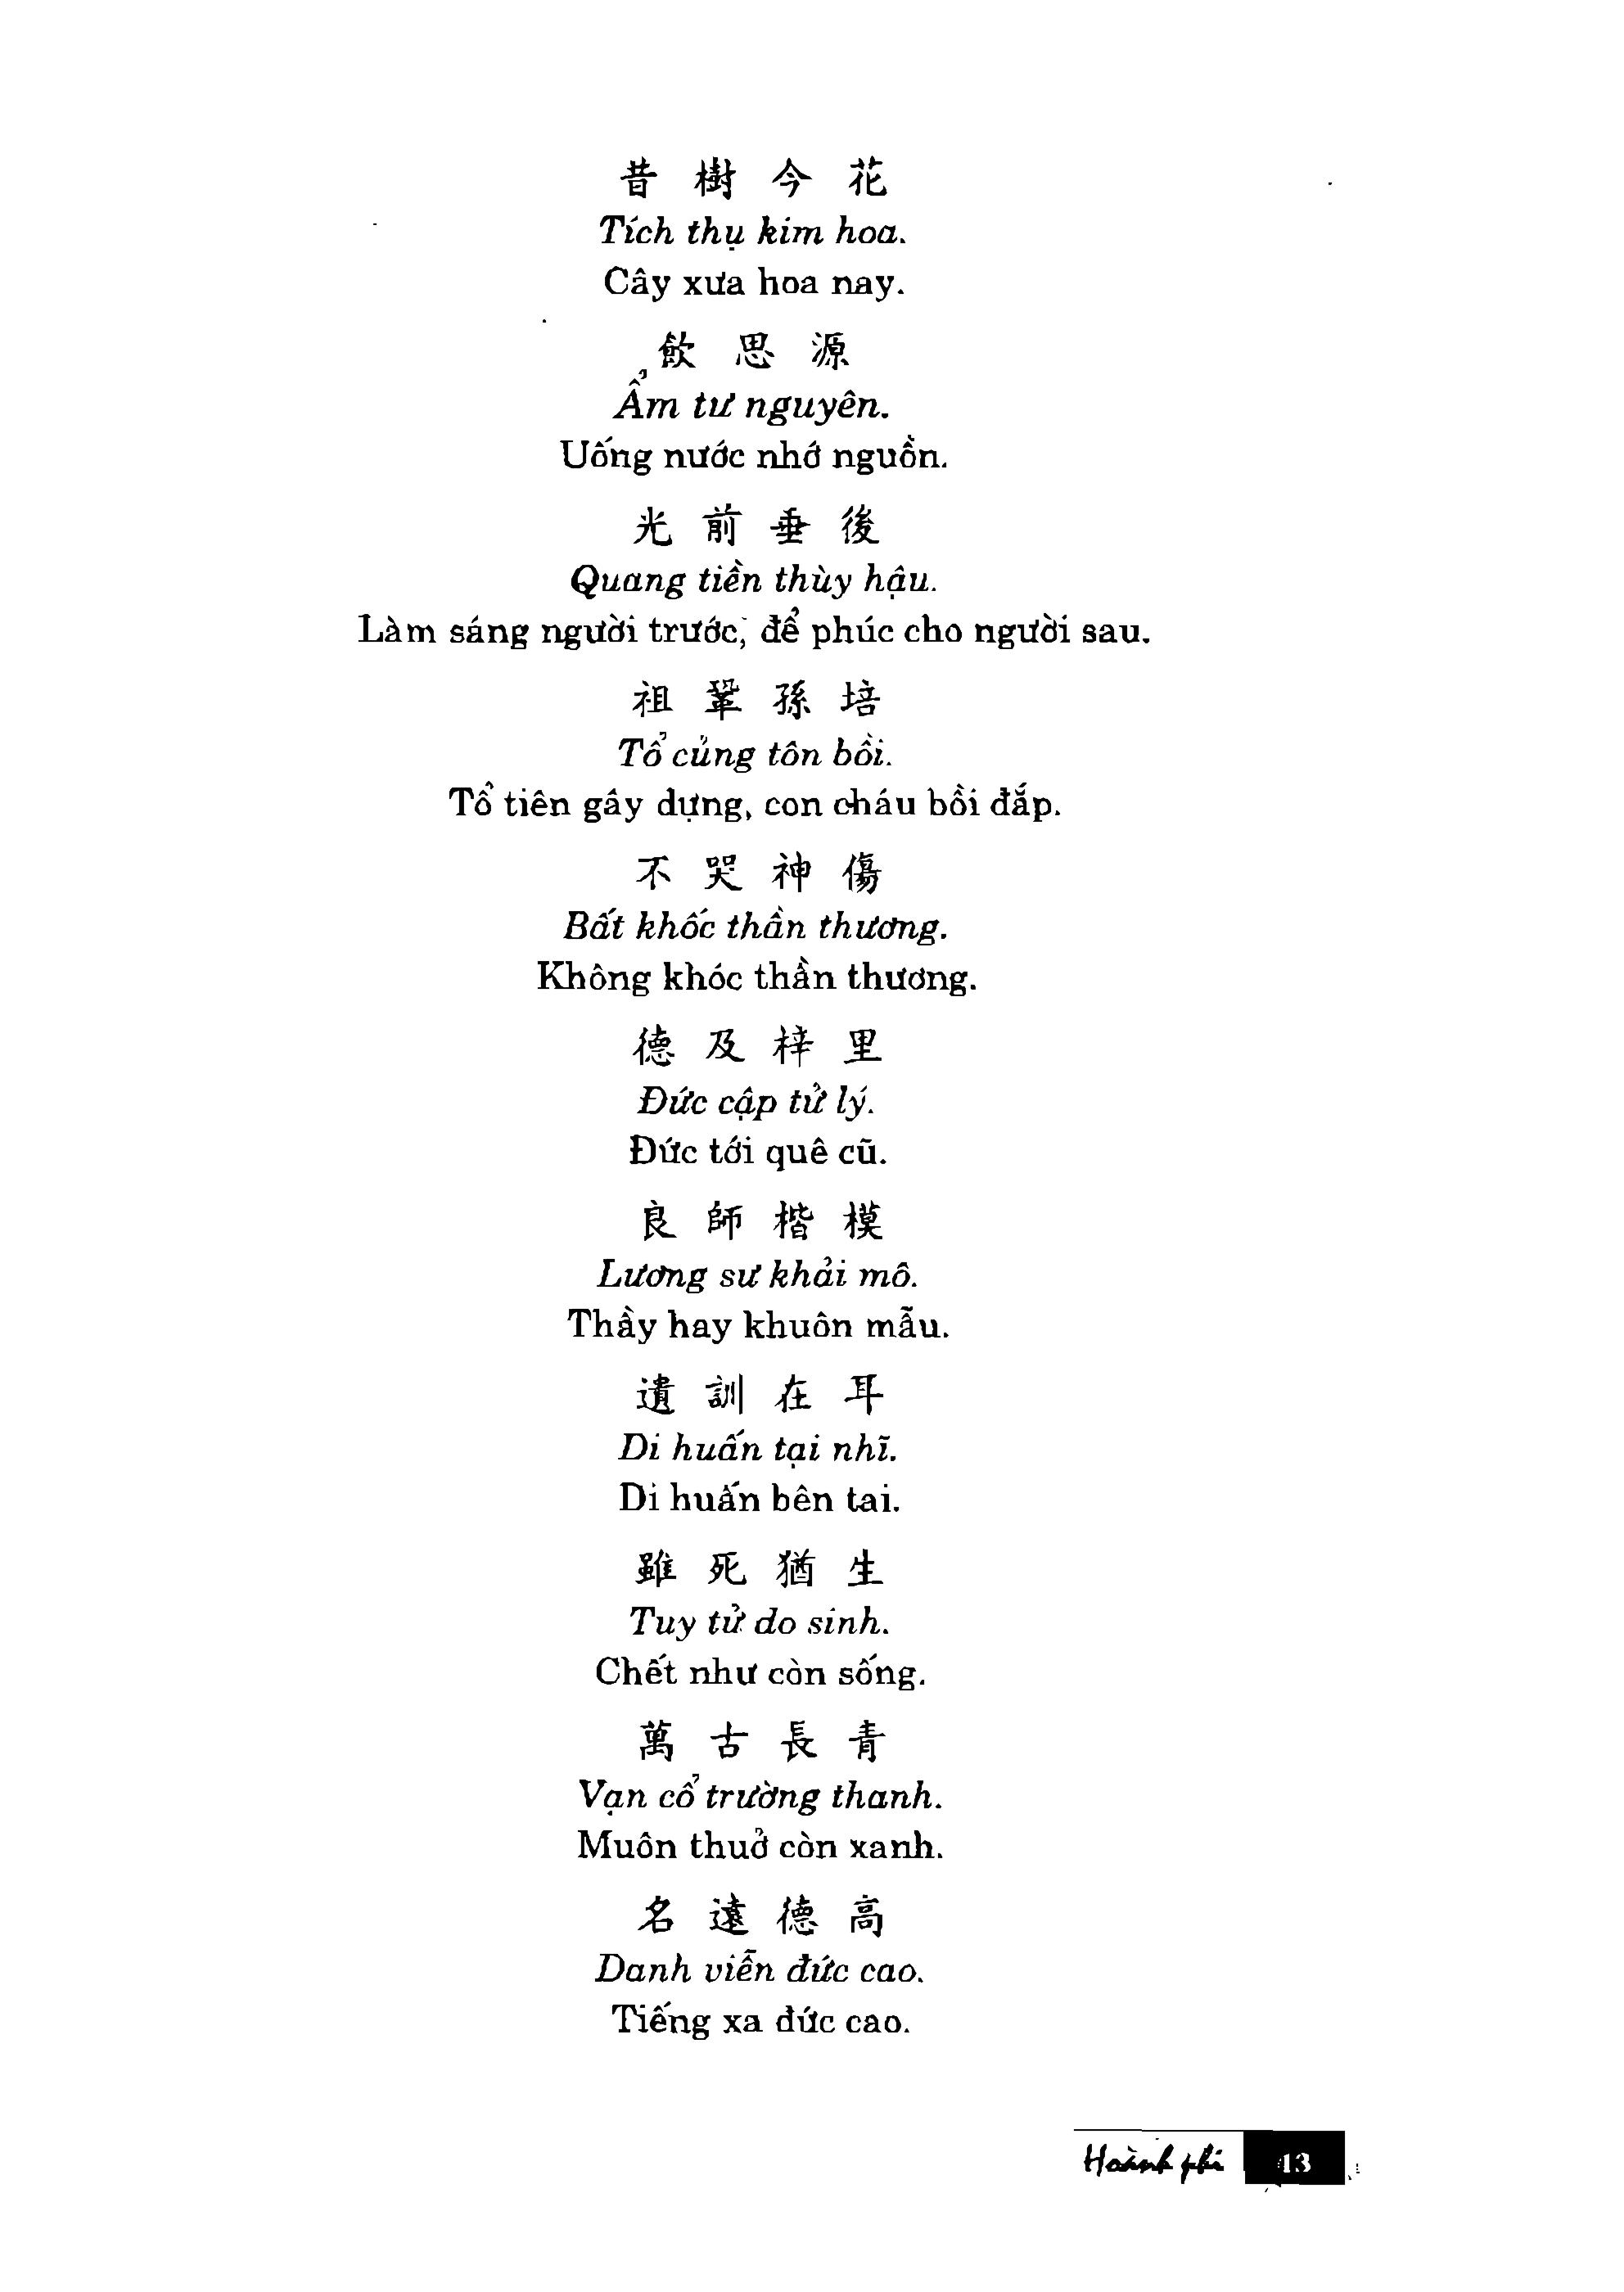 昔 樹 今 花
Tích thụ kim hoa.
Cây xưa hoa nay.
飲 思 源
Ẩm tư nguyên.
Uống nước nhớ nguồn.
光 前 垂 後
Quang tiền thùy hậu.
Làm sáng người trước, để phúc cho người sau.
祖 鞏 孫 培
Tổ củng tôn bồi.
Tổ tiên gây dựng, con cháu bồi đắp.
不 哭 神 傷
Bất khốc thần thương.
Không khóc thần thương.
德 及 梓 里
Đức cập tử lý.
Đức tới quê cũ.
良 師 楷 模
Lương sư khải mô.
Thầy hay khuôn mẫu.
遺 訓 在 耳
Di huấn tại nhĩ.
Di huấn bên tai.
雖 死 猶 生
Tuy tử do sinh.
Chết như còn sống.
萬 古 長 青
Vạn cổ trường thanh.
Muôn thuở còn xanh.
名 遠 德 高
Danh viễn đức cao.
Tiếng xa đức cao.
Hoành phi 13